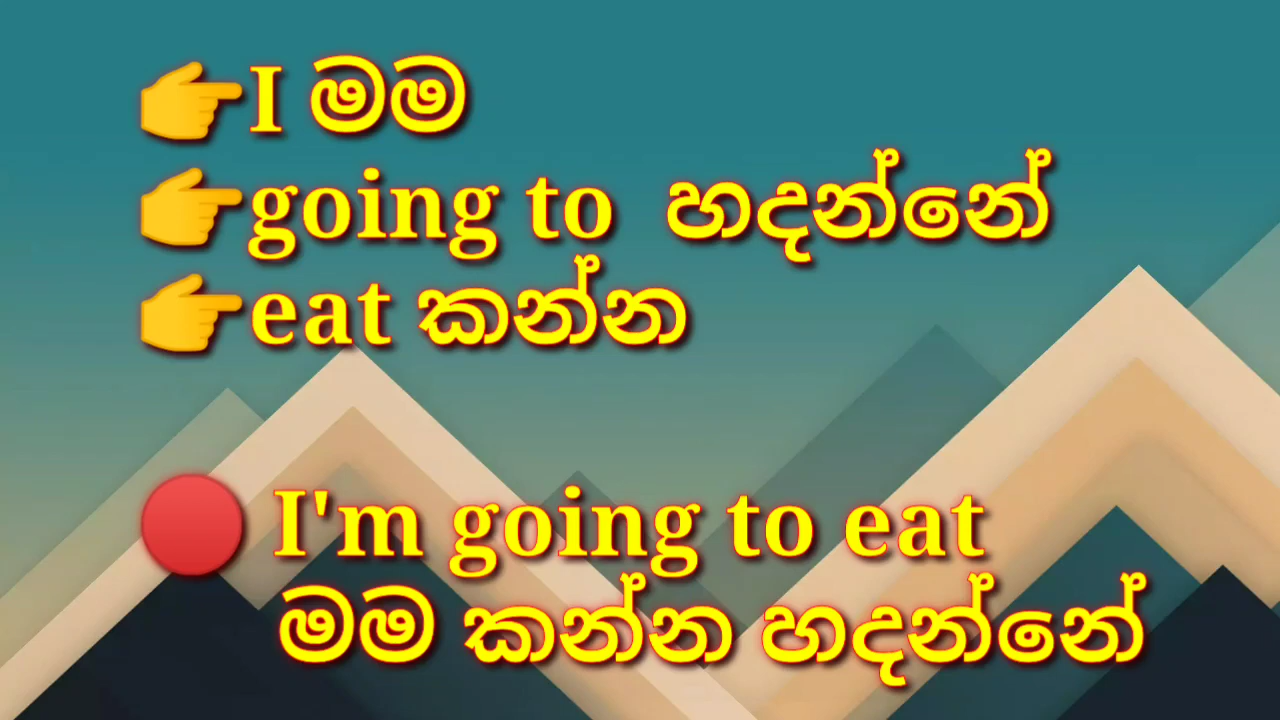 👉I මම
👉going to හදන්නේ
👉eat කන්න
🔴 I'm going to eat
මම කන්න හදන්නේ